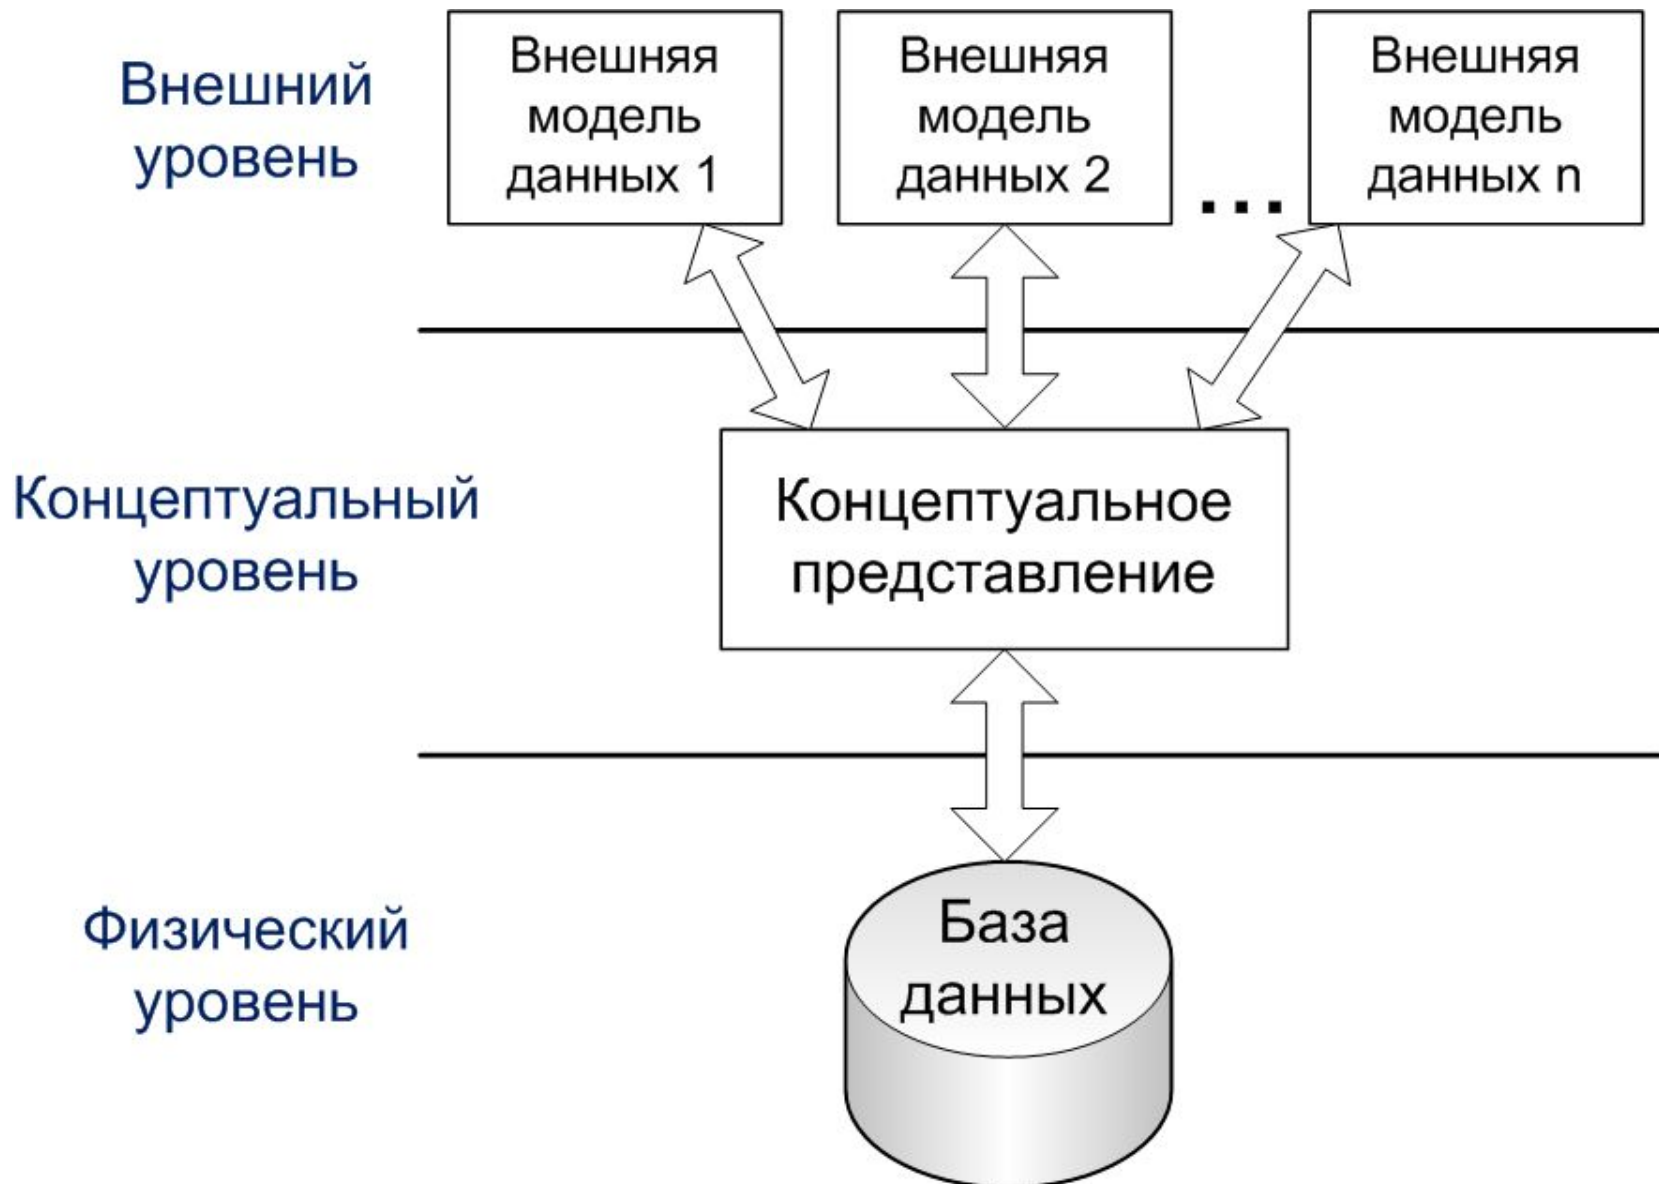 Внешний
уровень
Внешняя
модель
данных 1
Внешняя
модель
данных 2
...
Внешняя
модель
данных n
Концептуальный
уровень
Концептуальное
представление
Физический
уровень
База
данных